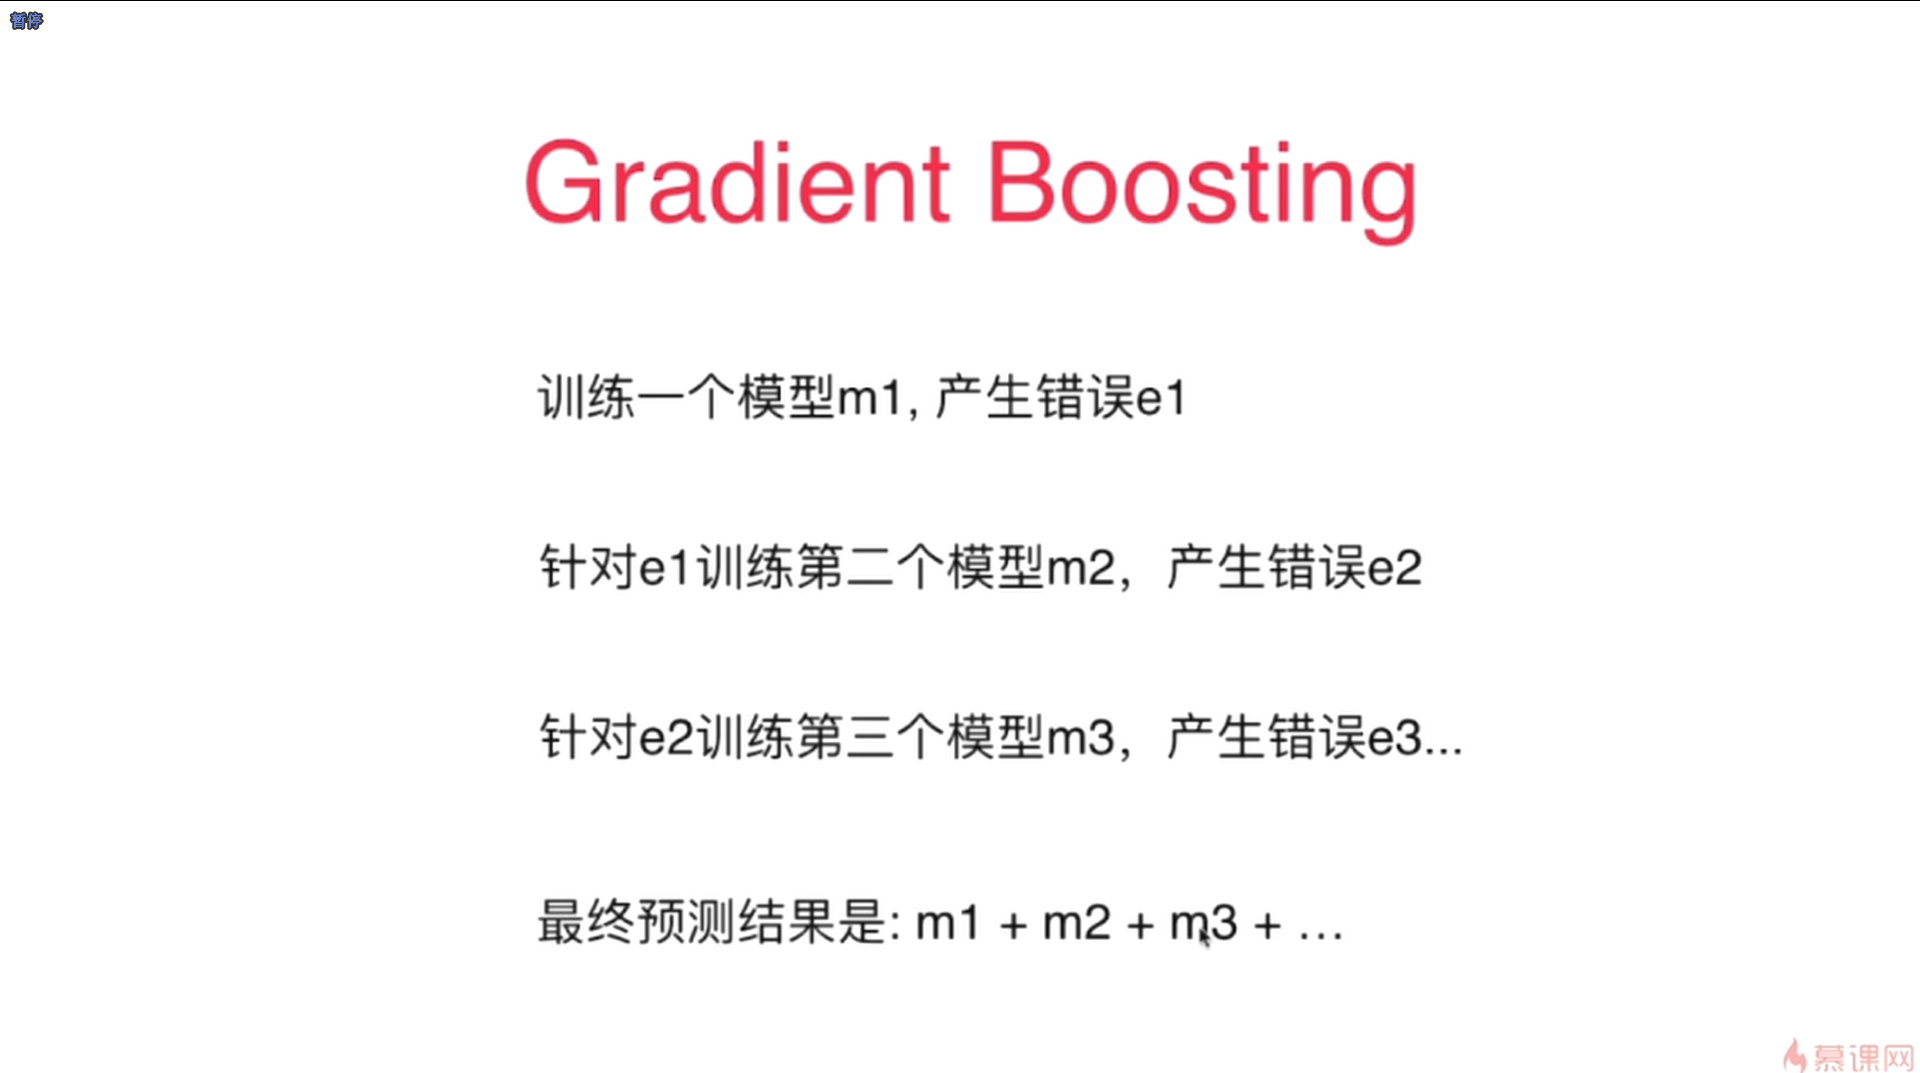 暂停
Gradient Boosting
训练一个模型m1, 产生错误e1
针对e1训练第二个模型m2，产生错误e2
针对e2训练第三个模型m3，产生错误e3...
最终预测结果是: m1 + m2 + m3 + …
慕课网